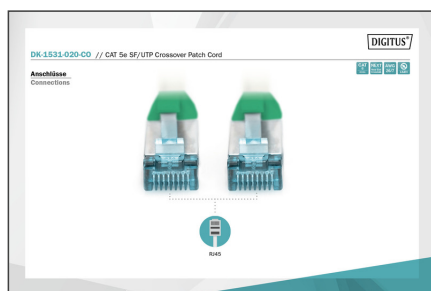 DIGITUS®
DK-1531-020-CO // CAT 5e SF/UTP Crossover Patch Cord
Anschlüsse
Connections
RJ45